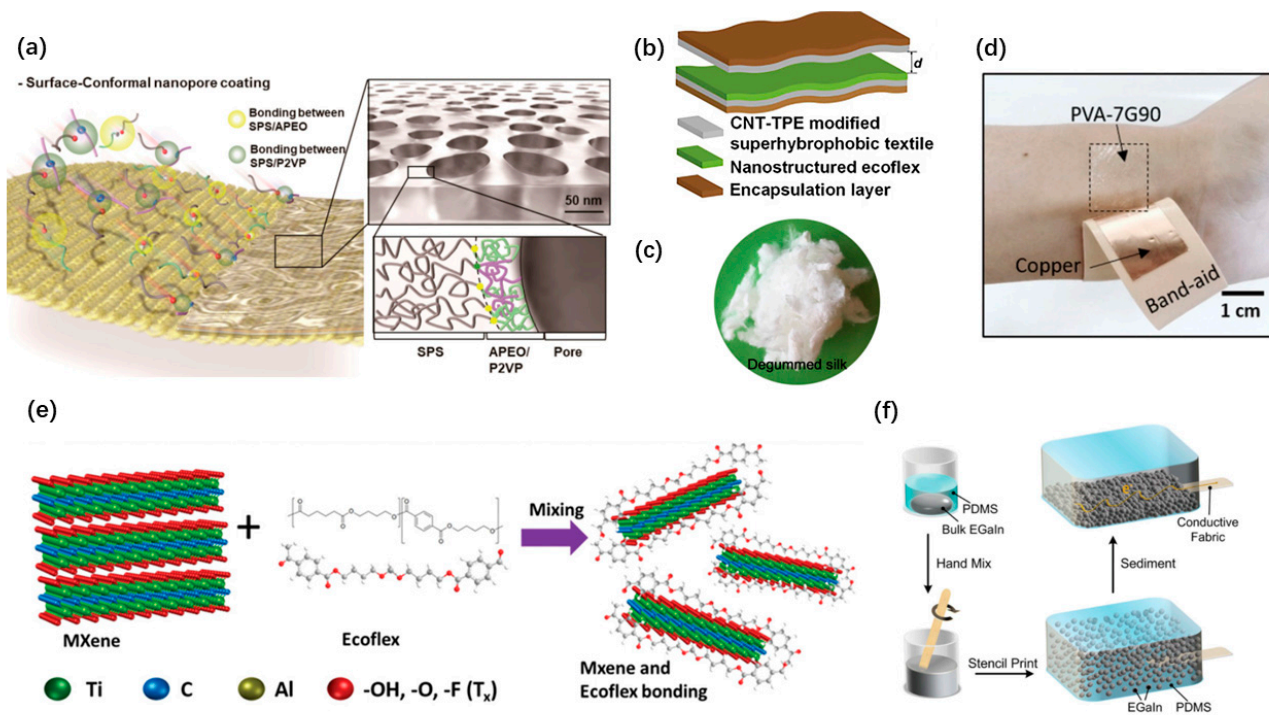 (a)
- Surface-Conformal nanopore coating
Bonding between
SPS/APEO
Bonding between
SPS/P2VP
50 nm
SPS
APEO/
P2VP
Pore
(b)
d
CNT-TPE modified
superhybrophobic textile
Nanostructured ecoflex
Encapsulation layer
(c)
Degummed silk
(d)
PVA-7G90
Copper
Band-aid
1 cm
(e)
MXene
+
Ecoflex
Mixing
Mxene and
Ecoflex bonding
Ti
C
Al
-OH, -O, -F (Tₓ)
(f)
PDMS
Bulk EGaIn
Hand Mix
Stencil Print
EGaIn
PDMS
Sediment
Conductive
Fabric